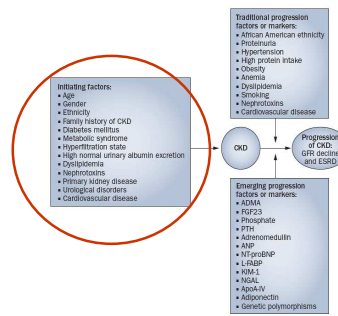 Traditional progression
factors or markers:
▪ African American ethnicity
▪ Proteinuria
▪ Hypertension
▪ High protein intake
▪ Obesity
▪ Anemia
▪ Dyslipidemia
▪ Smoking
▪ Nephrotoxins
▪ Cardiovascular disease
Initiating factors:
▪ Age
▪ Gender
▪ Ethnicity
▪ Family history of CKD
▪ Diabetes mellitus
▪ Metabolic syndrome
▪ Hyperfiltration state
▪ High normal urinary albumin excretion
▪ Dyslipidemia
▪ Nephrotoxins
▪ Primary kidney disease
▪ Urological disorders
▪ Cardiovascular disease
CKD
Progression
of CKD:
GFR decline
and ESRD
Emerging progression
factors or markers:
▪ ADMA
▪ FGF23
▪ Phosphate
▪ PTH
▪ Adrenomedullin
▪ ANP
▪ NT-proBNP
▪ L-FABP
▪ KIM-1
▪ NGAL
▪ ApoA-IV
▪ Adiponectin
▪ Genetic polymorphisms